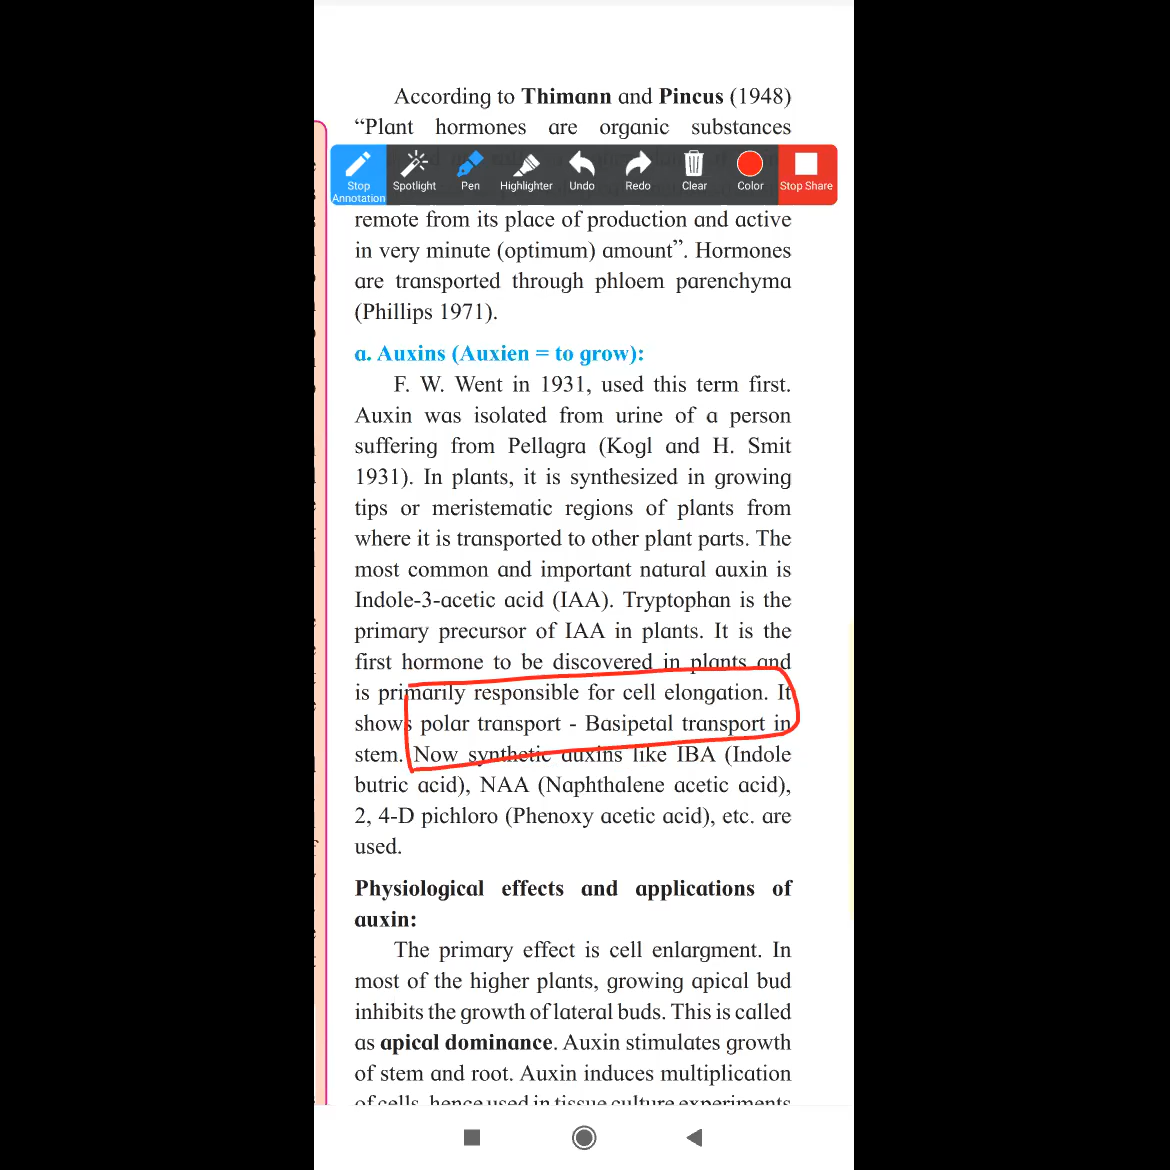 According to Thimann and Pincus (1948)
“Plant hormones are organic substances
Stop Annotation Spotlight Pen Highlighter Undo Redo Clear Color Stop Share
remote from its place of production and active
in very minute (optimum) amount”. Hormones
are transported through phloem parenchyma
(Phillips 1971).
a. Auxins (Auxien = to grow):
F. W. Went in 1931, used this term first.
Auxin was isolated from urine of a person
suffering from Pellagra (Kogl and H. Smit
1931). In plants, it is synthesized in growing
tips or meristematic regions of plants from
where it is transported to other plant parts. The
most common and important natural auxin is
Indole-3-acetic acid (IAA). Tryptophan is the
primary precursor of IAA in plants. It is the
first hormone to be discovered in plants and
is primarily responsible for cell elongation. It
shows polar transport - Basipetal transport in
stem. Now synthetic auxins like IBA (Indole
butric acid), NAA (Naphthalene acetic acid),
2, 4-D pichloro (Phenoxy acetic acid), etc. are
used.
Physiological effects and applications of
auxin:
The primary effect is cell enlargment. In
most of the higher plants, growing apical bud
inhibits the growth of lateral buds. This is called
as apical dominance. Auxin stimulates growth
of stem and root. Auxin induces multiplication
of cells, hence used in tissue culture experiments